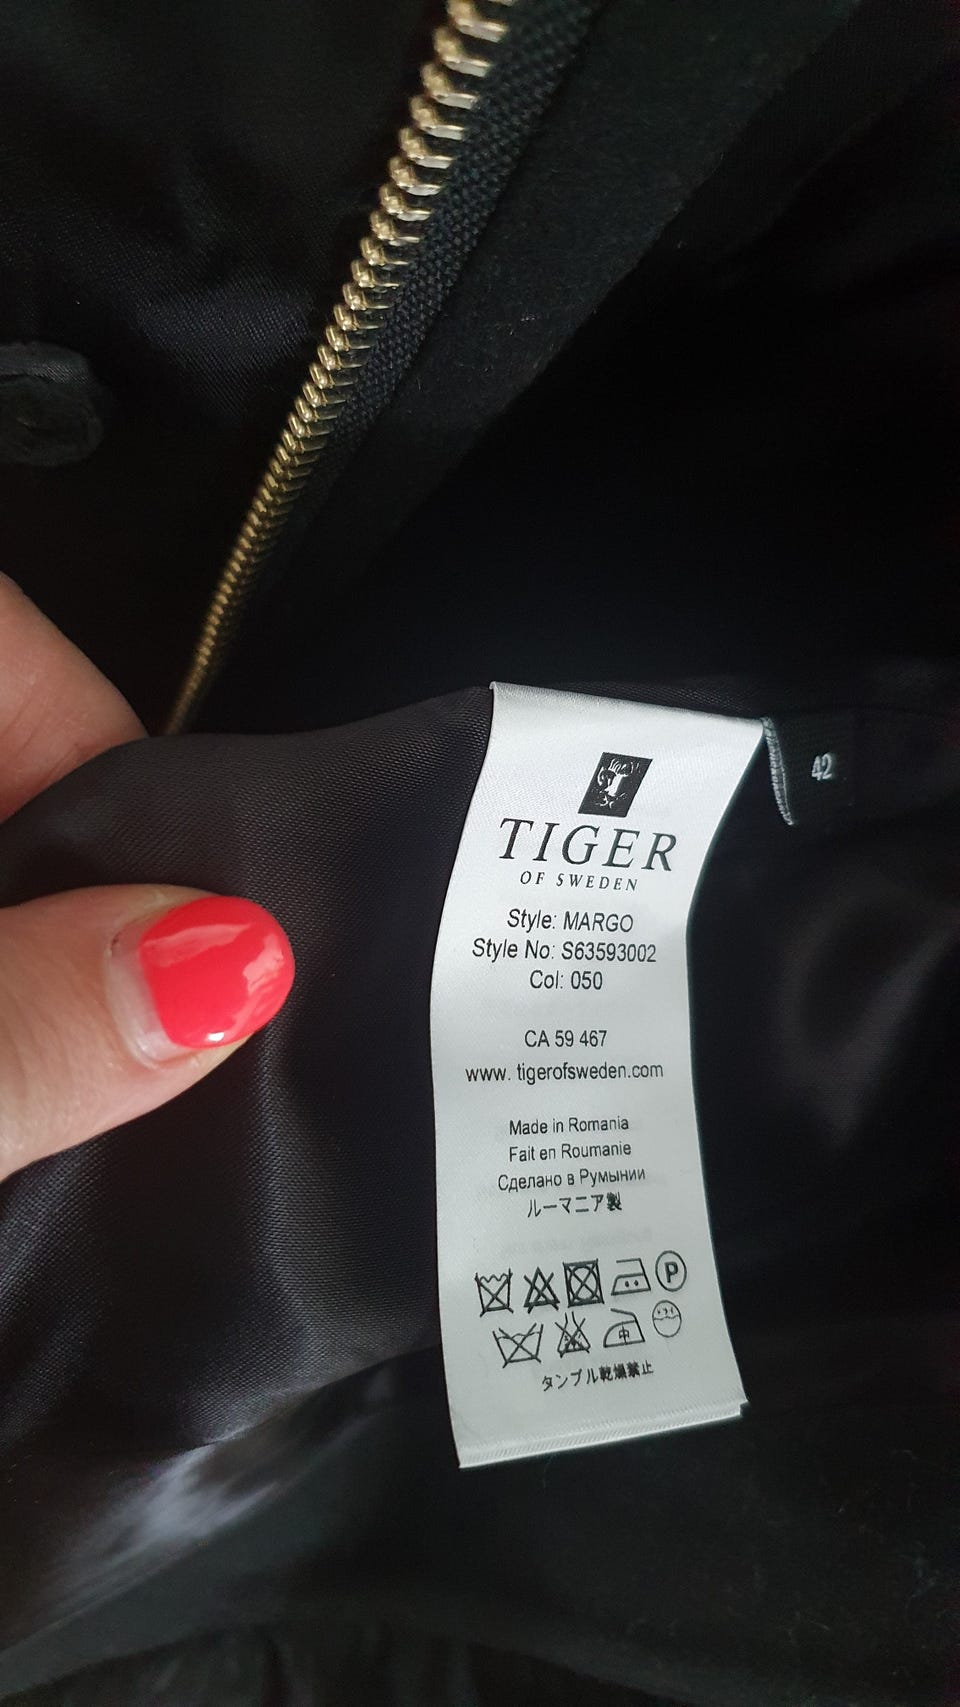 42
TIGER
OF SWEDEN
Style: MARGO
Style No: S63593002
Col: 050
CA 59 467
www. tigerofsweden.com
Made in Romania
Fait en Roumanie
Сделано в Румынии
ルーマニア製
P
中
タンブル乾燥禁止